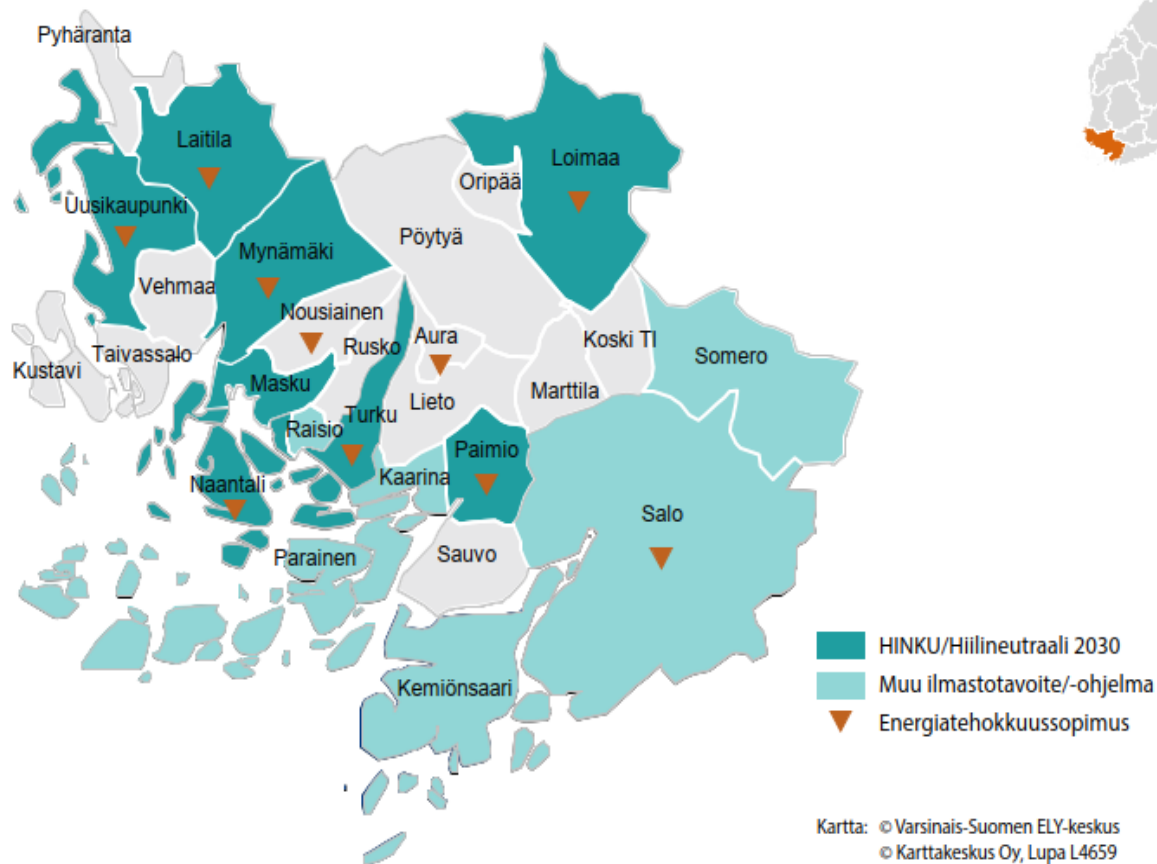 Pyhäranta
Laitila
Loimaa
Oripää
Uusikaupunki
Pöytyä
Mynämäki
Vehmaa
Nousiainen
Aura
Rusko
Koski Tl
Somero
Taivassalo
Kustavi
Masku
Marttila
Lieto
Turku
Raisio
Paimio
Kaarina
Naantali
Salo
Parainen
Sauvo
Kemiönsaari
HINKU/Hiilineutraali 2030
Muu ilmastotavoite/-ohjelma
Energiatehokkuussopimus
Kartta: © Varsinais-Suomen ELY-keskus
© Karttakeskus Oy, Lupa L4659